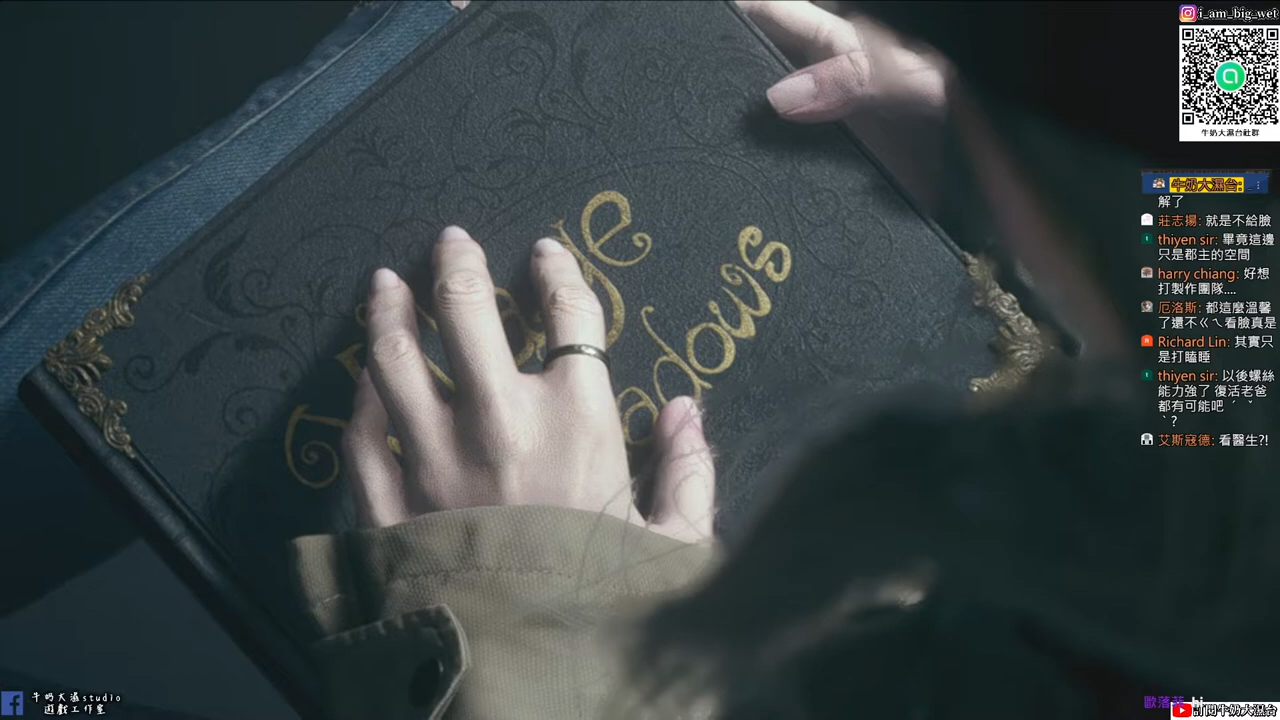 i_am_big_wet
牛奶大濕台社群
牛奶大濕台:
解了
莊志揚: 就是不給臉
thiyen sir: 畢竟這邊
只是郡主的空間
harry chiang: 好想
打製作團隊....
厄洛斯: 都這麼溫馨
了還不ㄍㄟ看臉真是
Richard Lin: 其實只
是打瞌睡
thiyen sir: 以後螺絲
能力強了 復活老爸
都有可能吧 ˊ ˇ
ˋ?
艾斯寇德: 看醫生?!
adows
牛奶大濕studio
遊戲工作室
訂閱牛奶大濕台